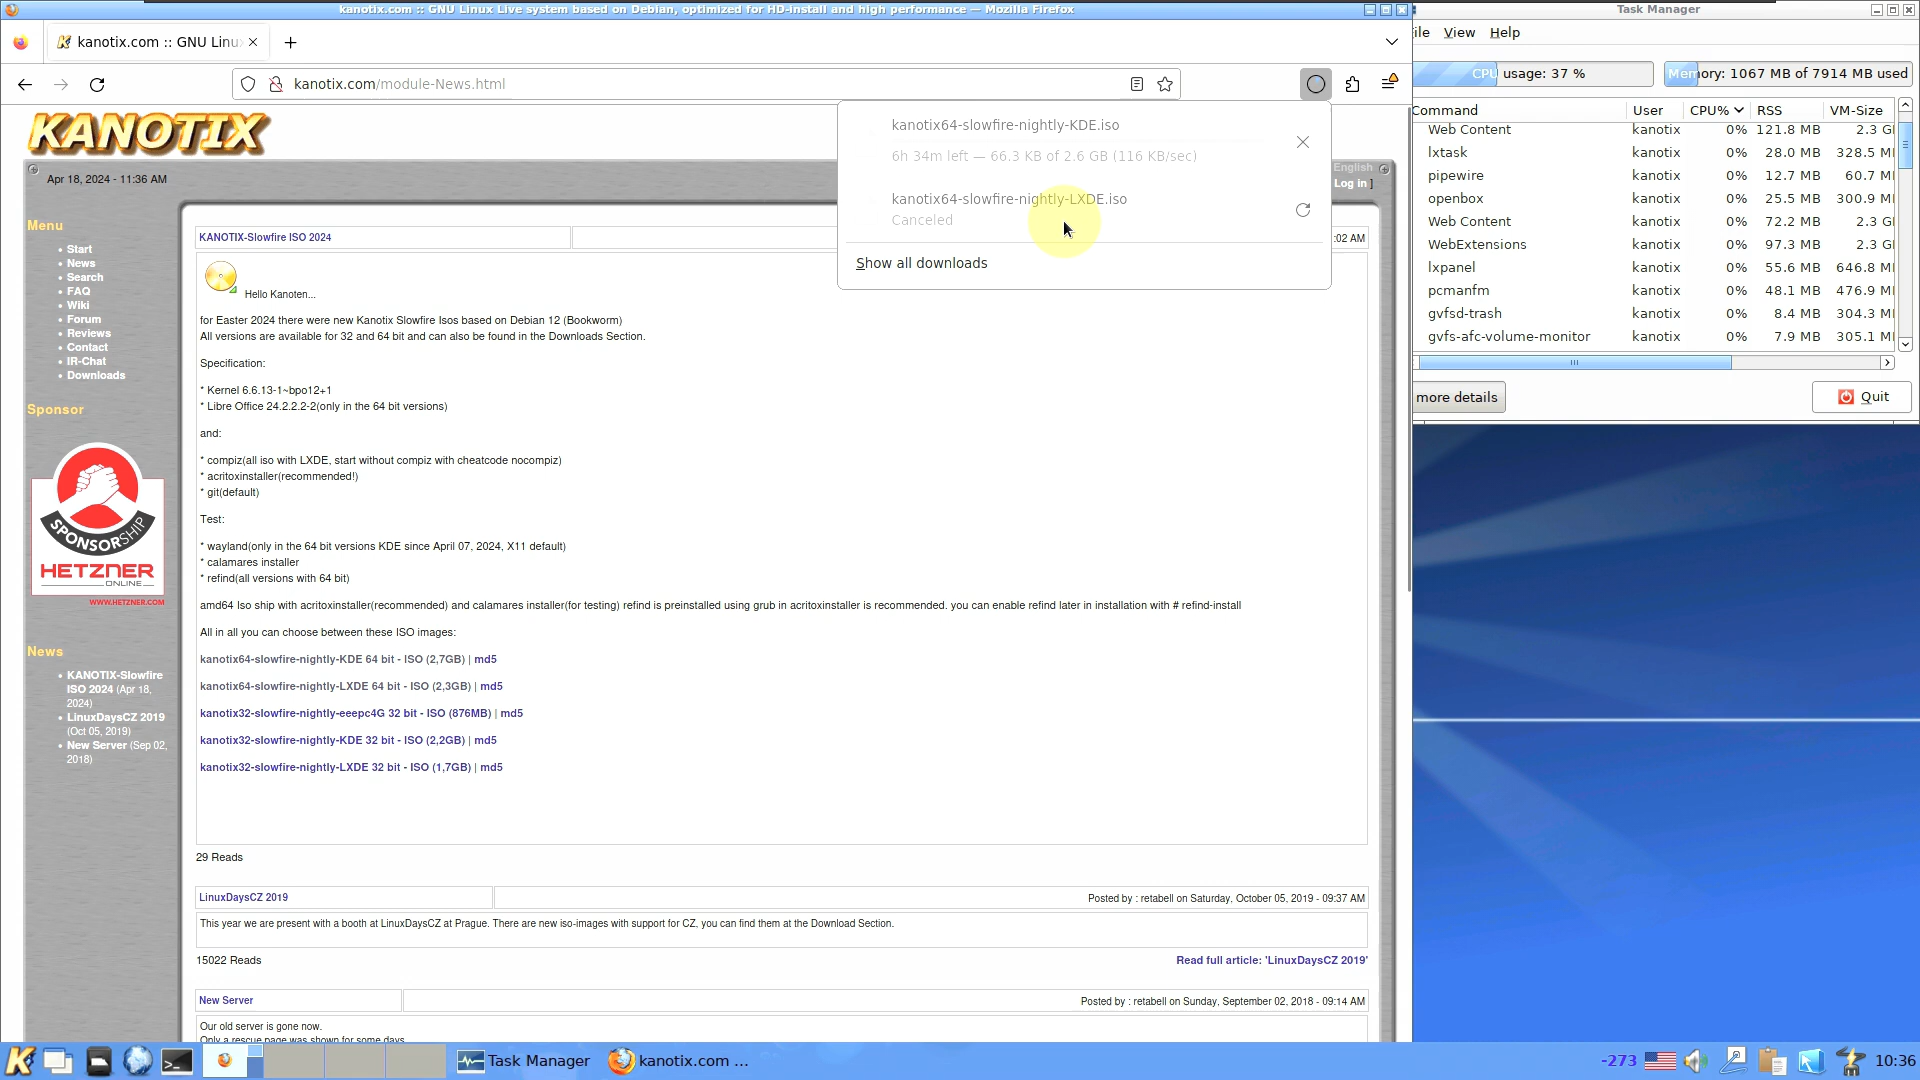 kanotix.com :: GNU Linux Live system based on Debian, optimized for HD-install and high performance — Mozilla Firefox
Task Manager
kanotix.com :: GNU Linu
ile View Help
kanotix.com/module-News.html
CPU usage: 37 %
Memory: 1067 MB of 7914 MB used
Command User CPU% RSS VM-Size
Web Content kanotix 0% 121.8 MB 2.3 G
lxtask kanotix 0% 28.0 MB 328.5 M
pipewire kanotix 0% 12.7 MB 60.7 M
openbox kanotix 0% 25.5 MB 300.9 M
Web Content kanotix 0% 72.2 MB 2.3 G
WebExtensions kanotix 0% 97.3 MB 2.3 G
lxpanel kanotix 0% 55.6 MB 646.8 M
pcmanfm kanotix 0% 48.1 MB 476.9 M
gvfsd-trash kanotix 0% 8.4 MB 304.3 M
gvfs-afc-volume-monitor kanotix 0% 7.9 MB 305.1 M
more details
Quit
kanotix64-slowfire-nightly-KDE.iso
6h 34m left — 66.3 KB of 2.6 GB (116 KB/sec)
kanotix64-slowfire-nightly-LXDE.iso
Canceled
Show all downloads
KANOTIX
Apr 18, 2024 - 11:36 AM
English
Log in ]
Menu
• Start
• News
• Search
• FAQ
• Wiki
• Forum
• Reviews
• Contact
• IR-Chat
• Downloads
Sponsor
SPONSORSHIP
HETZNER
ONLINE
WWW.HETZNER.COM
News
• KANOTIX-Slowfire
ISO 2024 (Apr 18,
2024)
• LinuxDaysCZ 2019
(Oct 05, 2019)
• New Server (Sep 02,
2018)
KANOTIX-Slowfire ISO 2024
:02 AM
Hello Kanoten...
for Easter 2024 there were new Kanotix Slowfire Isos based on Debian 12 (Bookworm)
All versions are available for 32 and 64 bit and can also be found in the Downloads Section.
Specification:
* Kernel 6.6.13-1~bpo12+1
* Libre Office 24.2.2.2-2(only in the 64 bit versions)
and:
* compiz(all iso with LXDE, start without compiz with cheatcode nocompiz)
* acritoxinstaller(recommended!)
* git(default)
Test:
* wayland(only in the 64 bit versions KDE since April 07, 2024, X11 default)
* calamares installer
* refind(all versions with 64 bit)
amd64 Iso ship with acritoxinstaller(recommended) and calamares installer(for testing) refind is preinstalled using grub in acritoxinstaller is recommended. you can enable refind later in installation with # refind-install
All in all you can choose between these ISO images:
kanotix64-slowfire-nightly-KDE 64 bit - ISO (2,7GB) | md5
kanotix64-slowfire-nightly-LXDE 64 bit - ISO (2,3GB) | md5
kanotix32-slowfire-nightly-eeepc4G 32 bit - ISO (876MB) | md5
kanotix32-slowfire-nightly-KDE 32 bit - ISO (2,2GB) | md5
kanotix32-slowfire-nightly-LXDE 32 bit - ISO (1,7GB) | md5
29 Reads
LinuxDaysCZ 2019
Posted by : retabell on Saturday, October 05, 2019 - 09:37 AM
This year we are present with a booth at LinuxDaysCZ at Prague. There are new iso-images with support for CZ, you can find them at the Download Section.
15022 Reads
Read full article: 'LinuxDaysCZ 2019'
New Server
Posted by : retabell on Sunday, September 02, 2018 - 09:14 AM
Our old server is gone now.
Only a rescue page was shown for some days
Task Manager
kanotix.com ...
-273
10:36